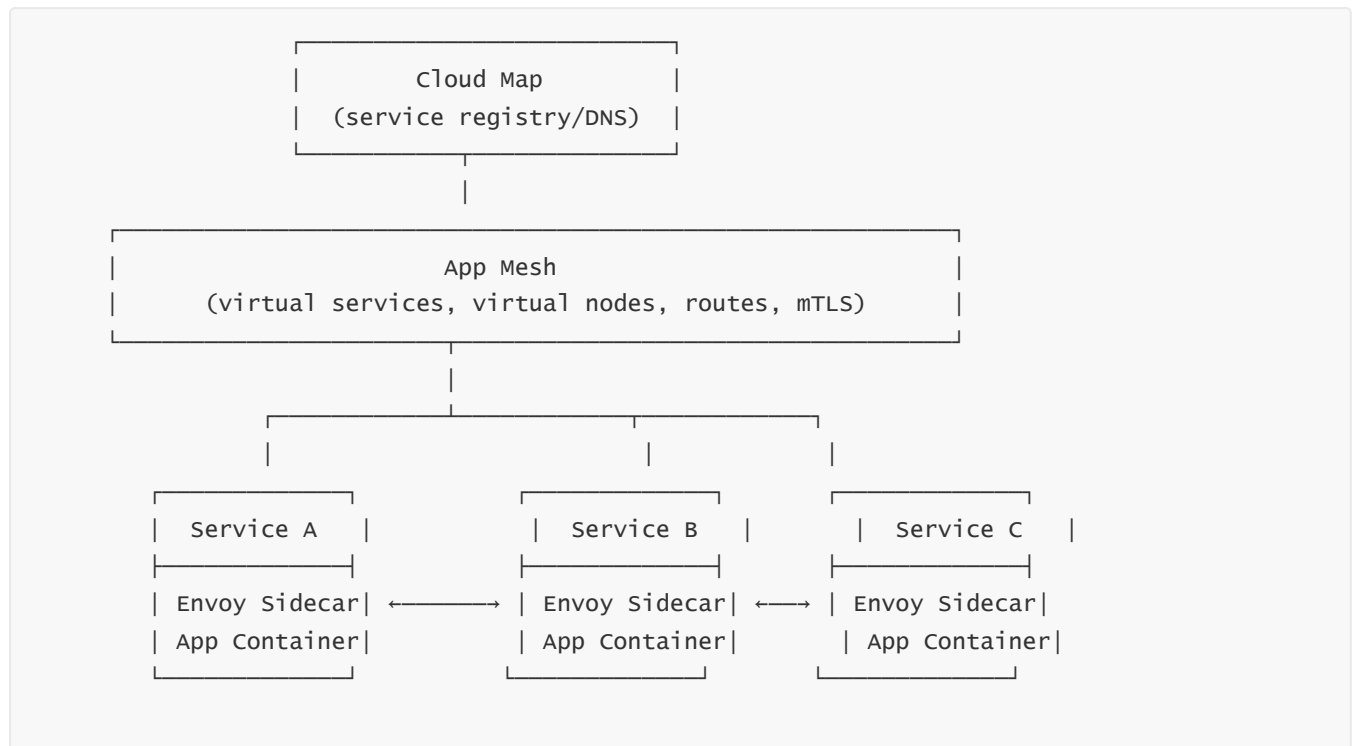 Cloud Map
(service registry/DNS)
App Mesh
(virtual services, virtual nodes, routes, mTLS)
Service A Service B Service C
Envoy Sidecar ←——→ Envoy Sidecar ←—→ Envoy Sidecar
App Container App Container App Container